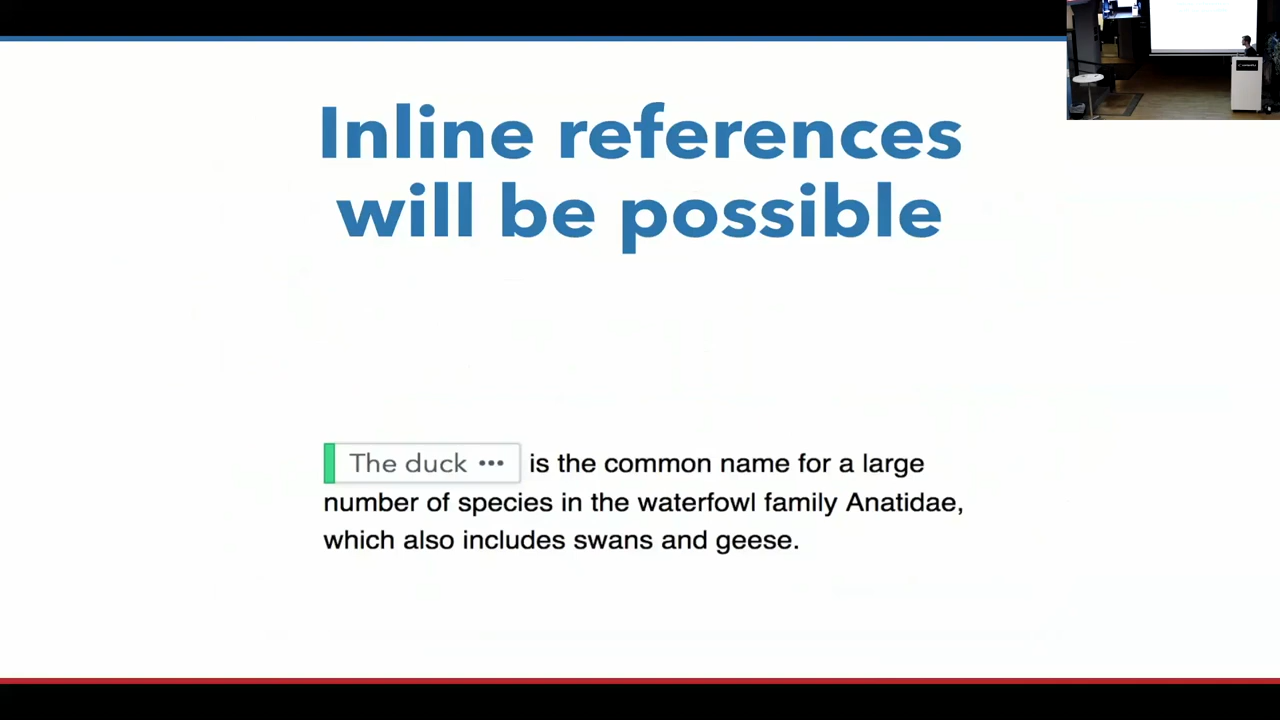 Inline references
will be possible
The duck ••• is the common name for a large
number of species in the waterfowl family Anatidae,
which also includes swans and geese.